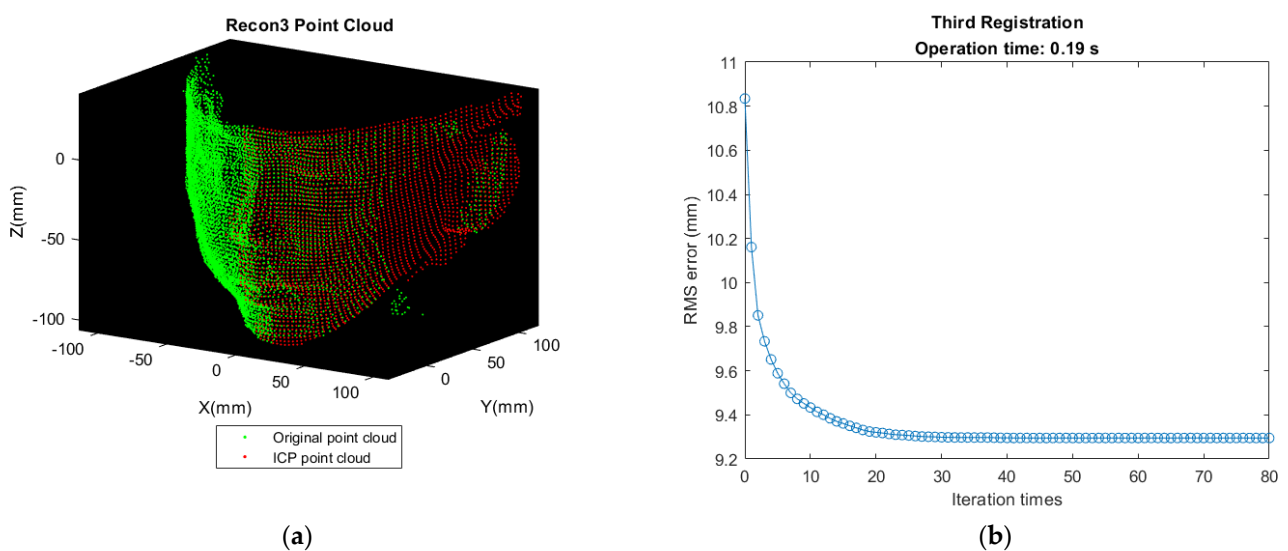 Recon3 Point Cloud
Z(mm)
0
-50
-100
-100
-50
0
50
100
X(mm)
0
50
100
Y(mm)
Original point cloud
ICP point cloud
(a)
Third Registration
Operation time: 0.19 s
RMS error (mm)
11
10.8
10.6
10.4
10.2
10
9.8
9.6
9.4
9.2
0
10
20
30
40
50
60
70
80
Iteration times
(b)